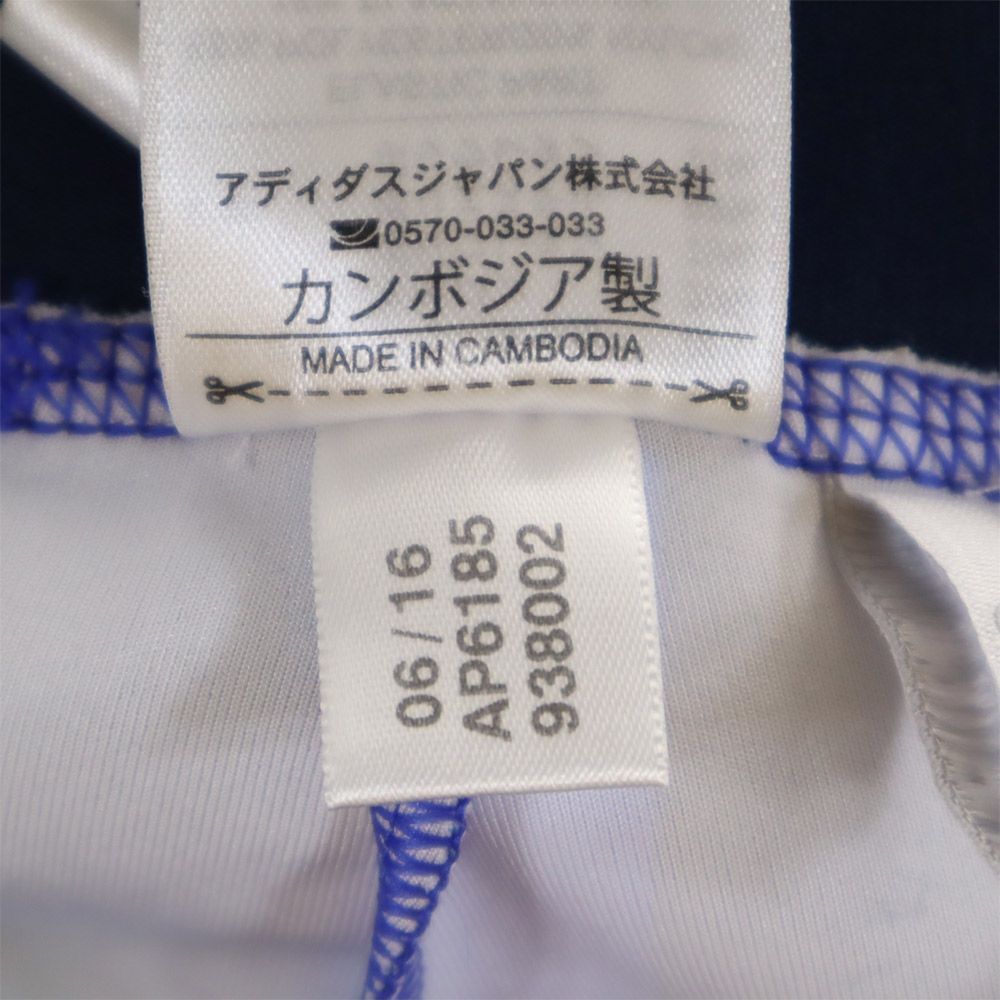 アディダスジャパン株式会社
0570-033-033
カンボジア製
MADE IN CAMBODIA
06/16
AP6185
938002